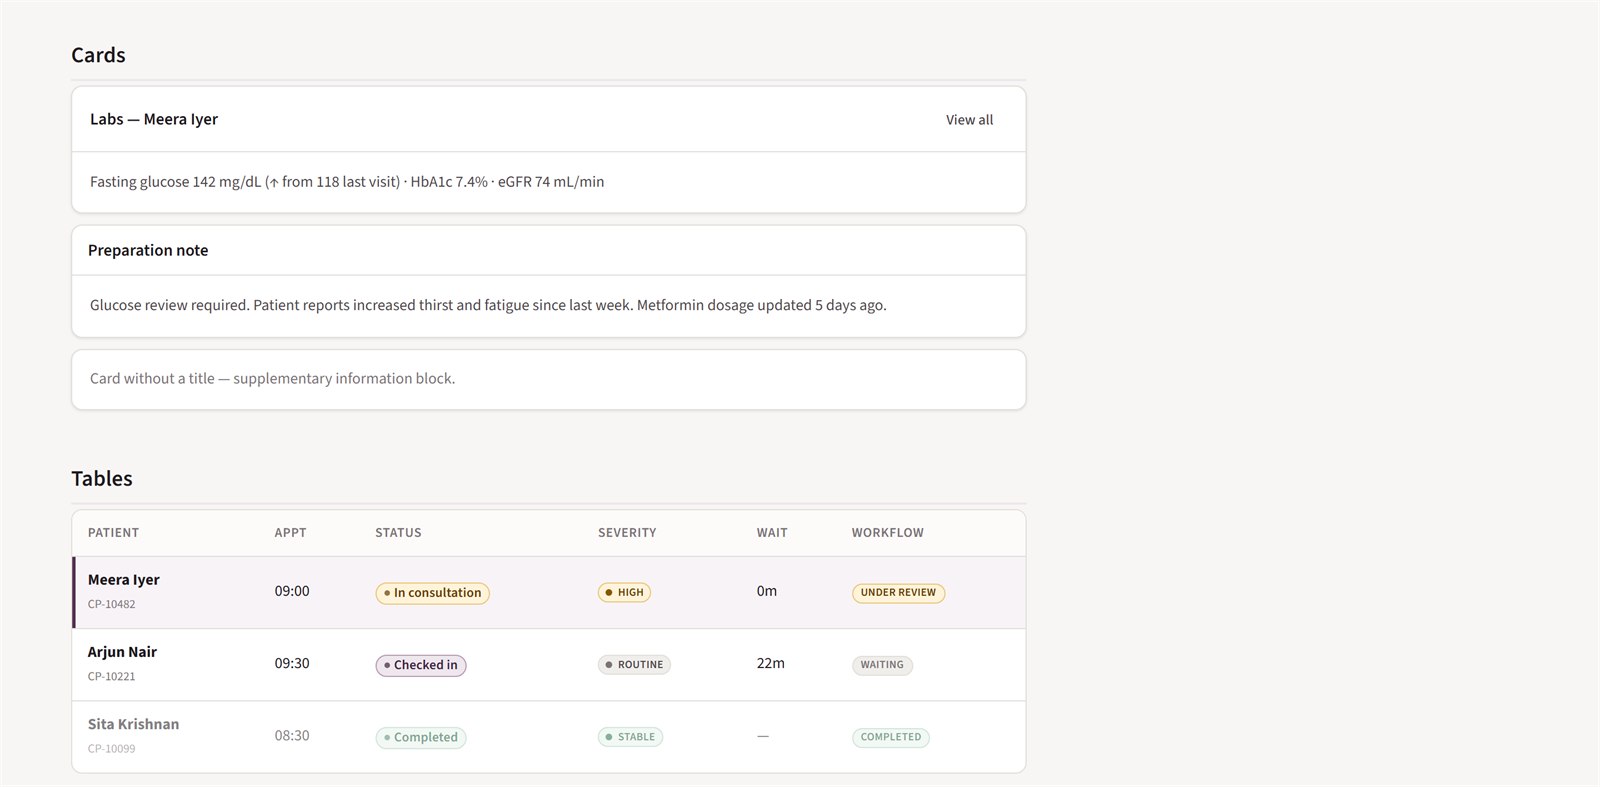 Cards
Labs — Meera Iyer
View all
Fasting glucose 142 mg/dL (↑ from 118 last visit) · HbA1c 7.4% · eGFR 74 mL/min
Preparation note
Glucose review required. Patient reports increased thirst and fatigue since last week. Metformin dosage updated 5 days ago.
Card without a title — supplementary information block.
Tables
PATIENT APPT STATUS SEVERITY WAIT WORKFLOW
Meera Iyer
CP-10482
09:00 In consultation HIGH 0m UNDER REVIEW
Arjun Nair
CP-10221
09:30 Checked in ROUTINE 22m WAITING
Sita Krishnan
CP-10099
08:30 Completed STABLE — COMPLETED